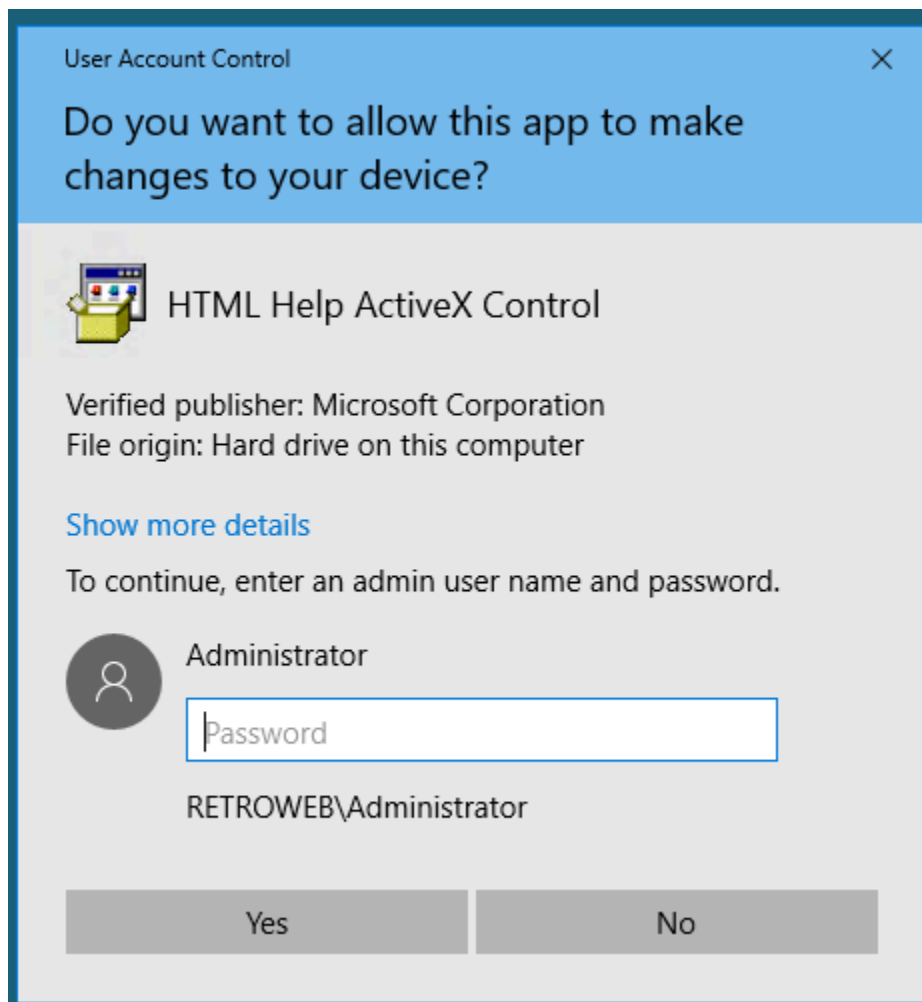 User Account Control
Do you want to allow this app to make
changes to your device?
HTML Help ActiveX Control
Verified publisher: Microsoft Corporation
File origin: Hard drive on this computer
Show more details
To continue, enter an admin user name and password.
Administrator
Password
RETROWEB\Administrator
Yes
No